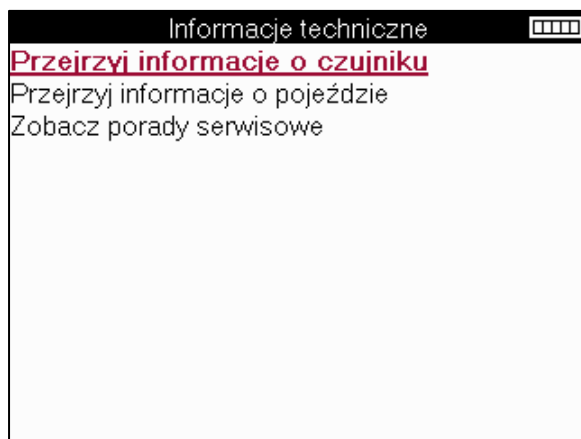 Informacje techniczne
Przejrzyj informacje o czujniku
Przejrzyj informacje o pojeździe
Zobacz porady serwisowe